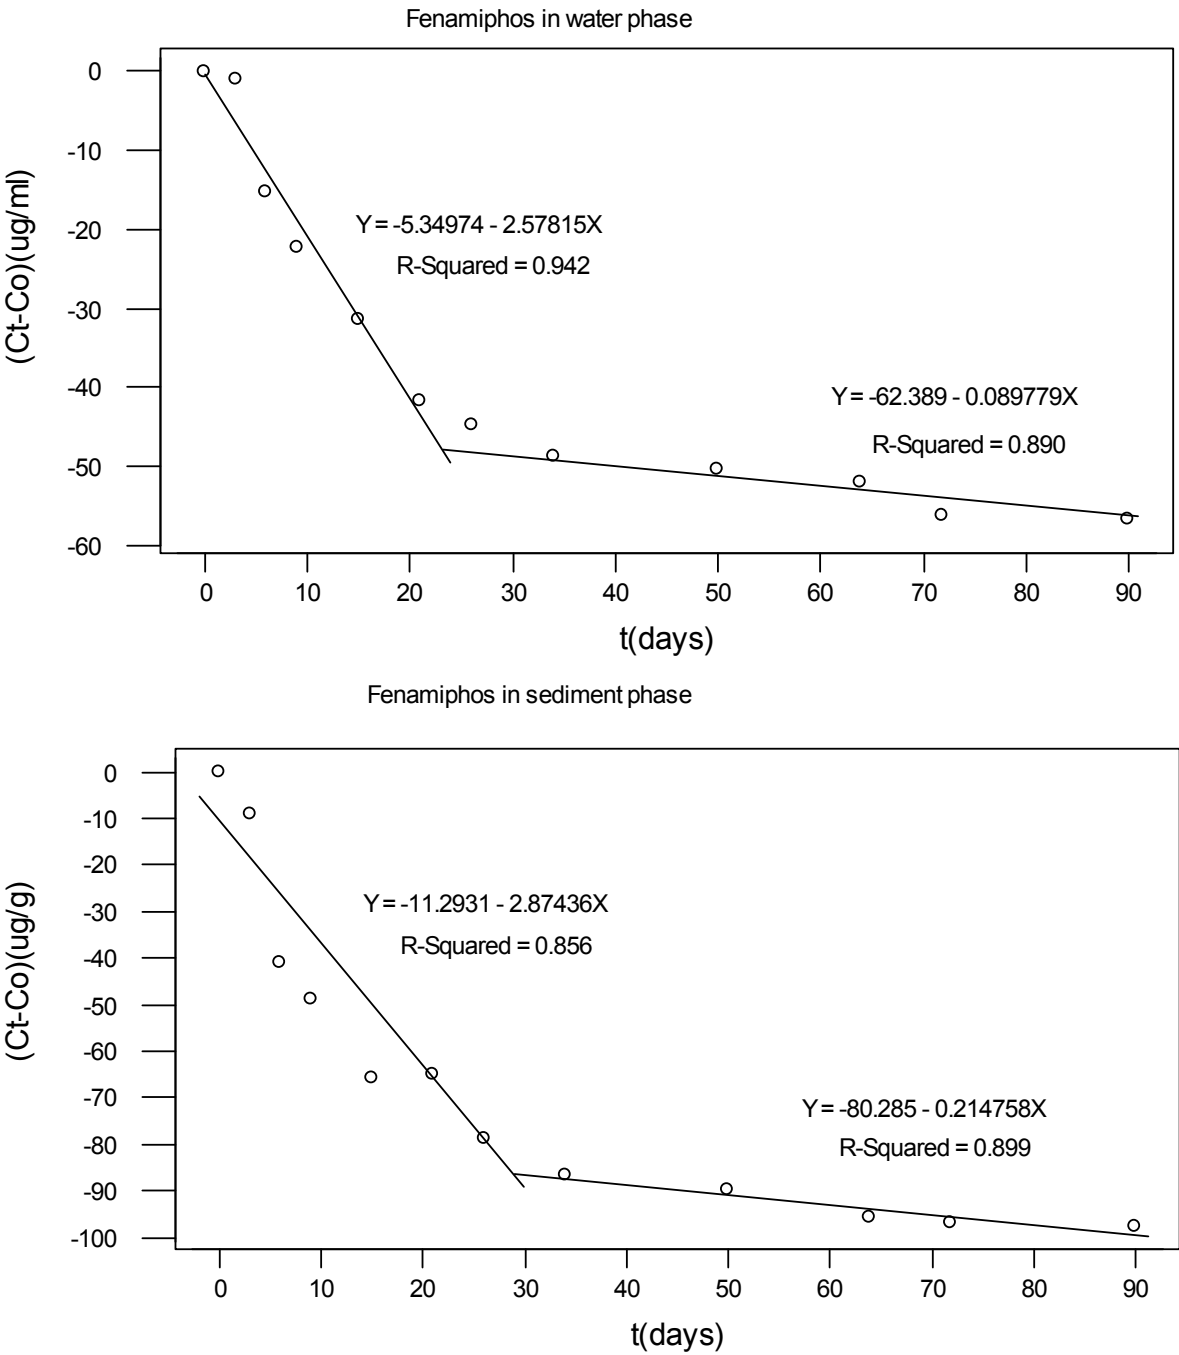 Fenamiphos in water phase
0
-10
-20
-30
-40
-50
-60
(Ct-Co)(ug/ml)
Y = -5.34974 - 2.57815X
R-Squared = 0.942
Y = -62.389 - 0.089779X
R-Squared = 0.890
0 10 20 30 40 50 60 70 80 90
t(days)
Fenamiphos in sediment phase
0
-10
-20
-30
-40
-50
-60
-70
-80
-90
-100
(Ct-Co)(ug/g)
Y = -11.2931 - 2.87436X
R-Squared = 0.856
Y = -80.285 - 0.214758X
R-Squared = 0.899
0 10 20 30 40 50 60 70 80 90
t(days)